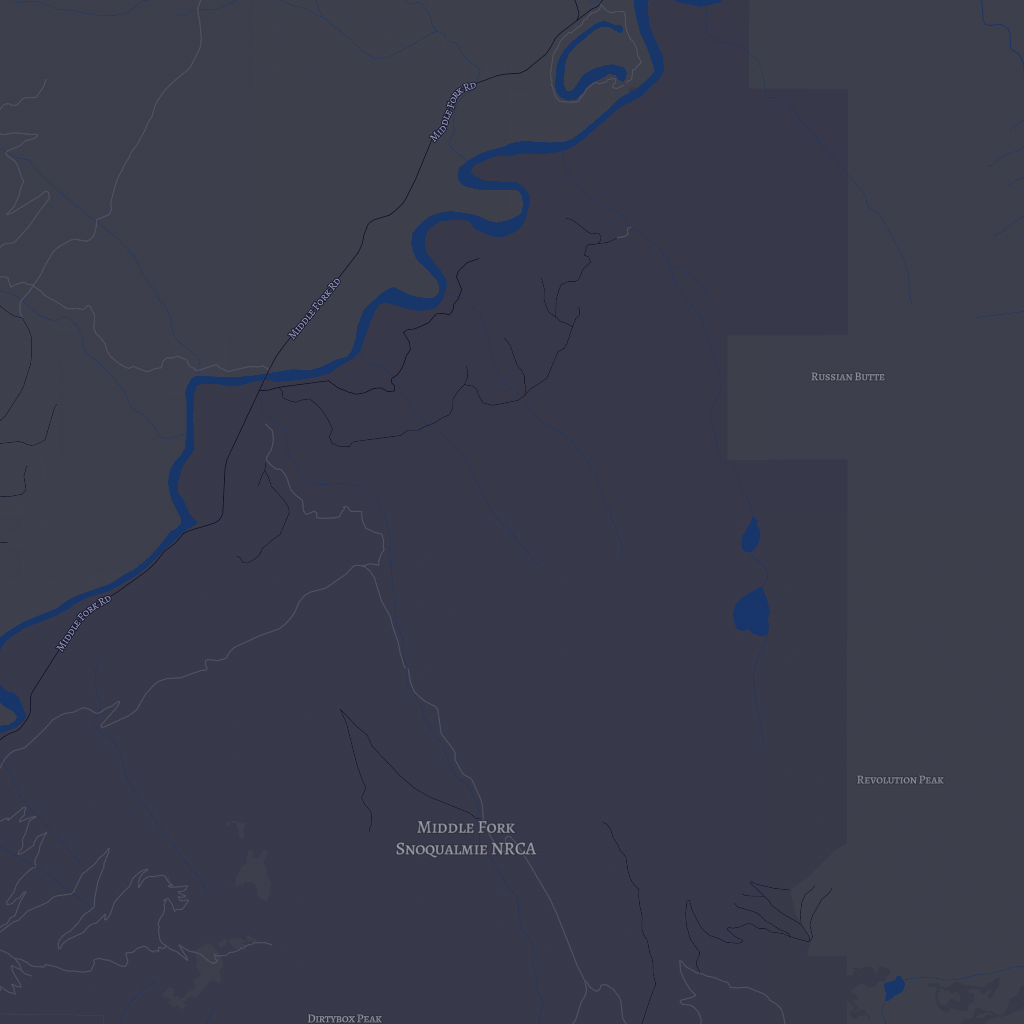 Middle Fork Rd
Middle Fork Rd
Russian Butte
Middle Fork Rd
Revolution Peak
Middle Fork
Snoqualmie NRCA
Dirtybox Peak